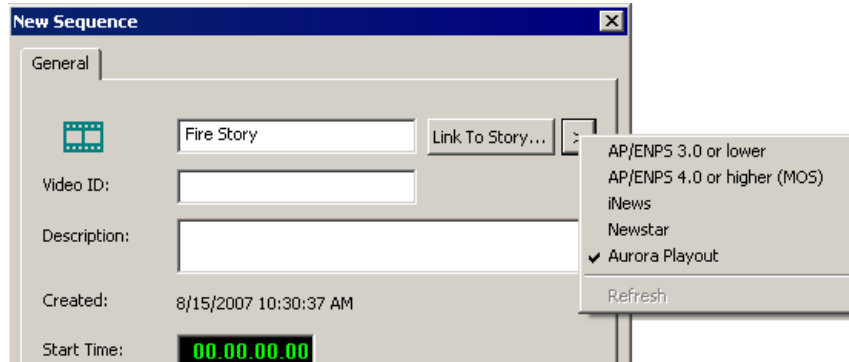 New Sequence
General
Fire Story
Link To Story...
>
AP/ENPS 3.0 or lower
AP/ENPS 4.0 or higher (MOS)
iNews
Newstar
Aurora Playout
Refresh
Video ID:
Description:
Created:
8/15/2007 10:30:37 AM
Start Time:
00.00.00.00